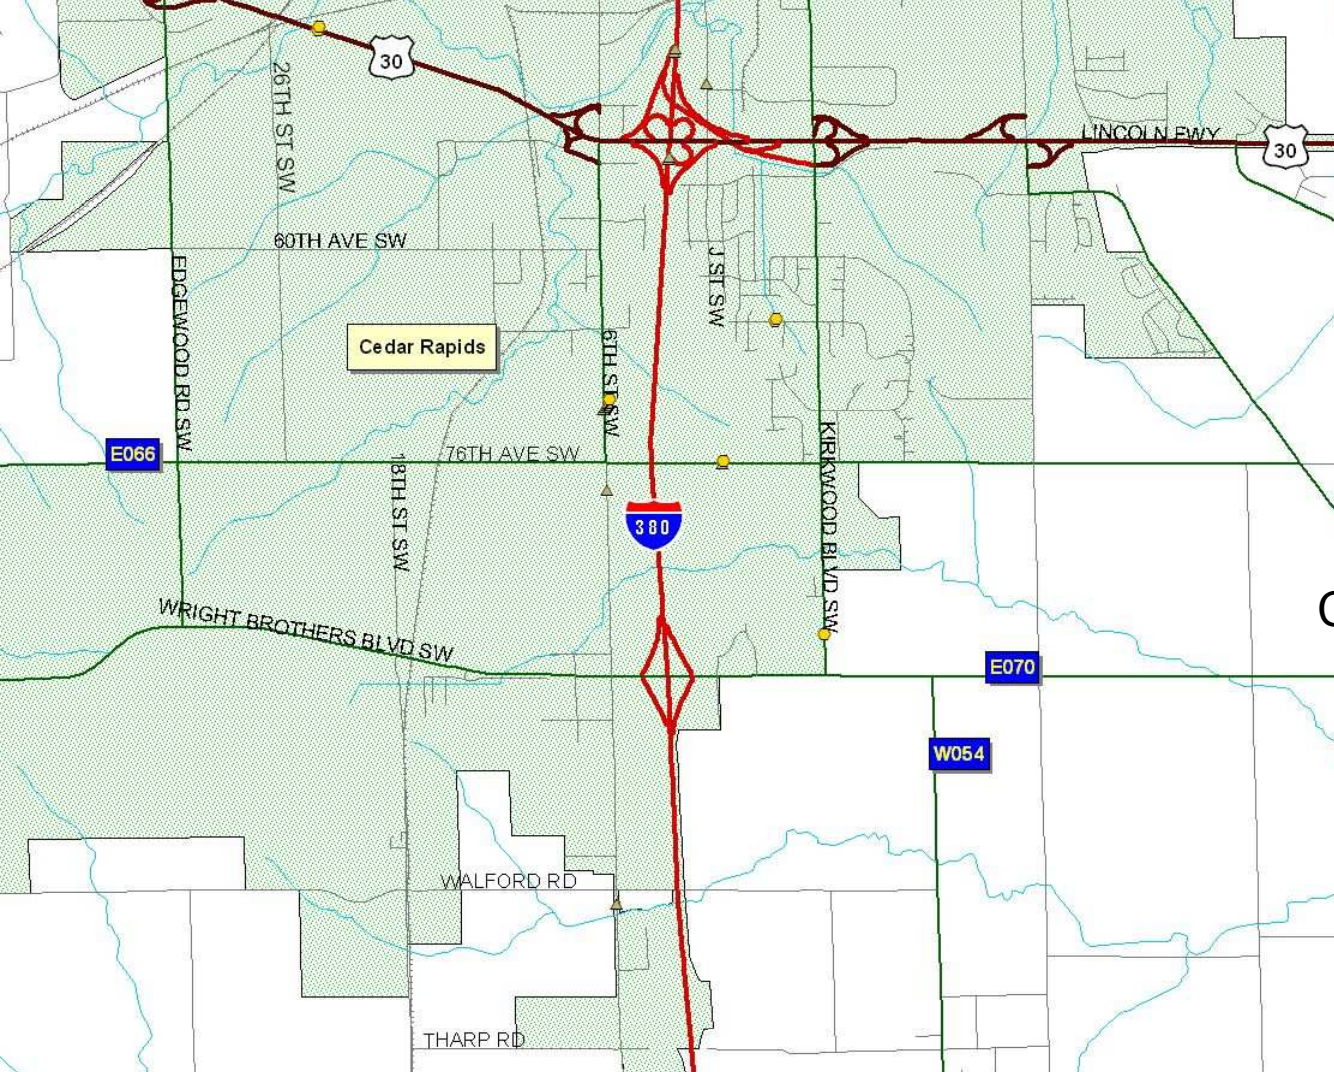 30
26TH ST SW
LINCOLN FWY
30
60TH AVE SW
EDGEWOOD RD SW
J ST SW
Cedar Rapids
6TH ST SW
E066
76TH AVE SW
18TH ST SW
KIRKWOOD BLVD SW
380
WRIGHT BROTHERS BLVD SW
E070
W054
WALFORD RD
THARP RD